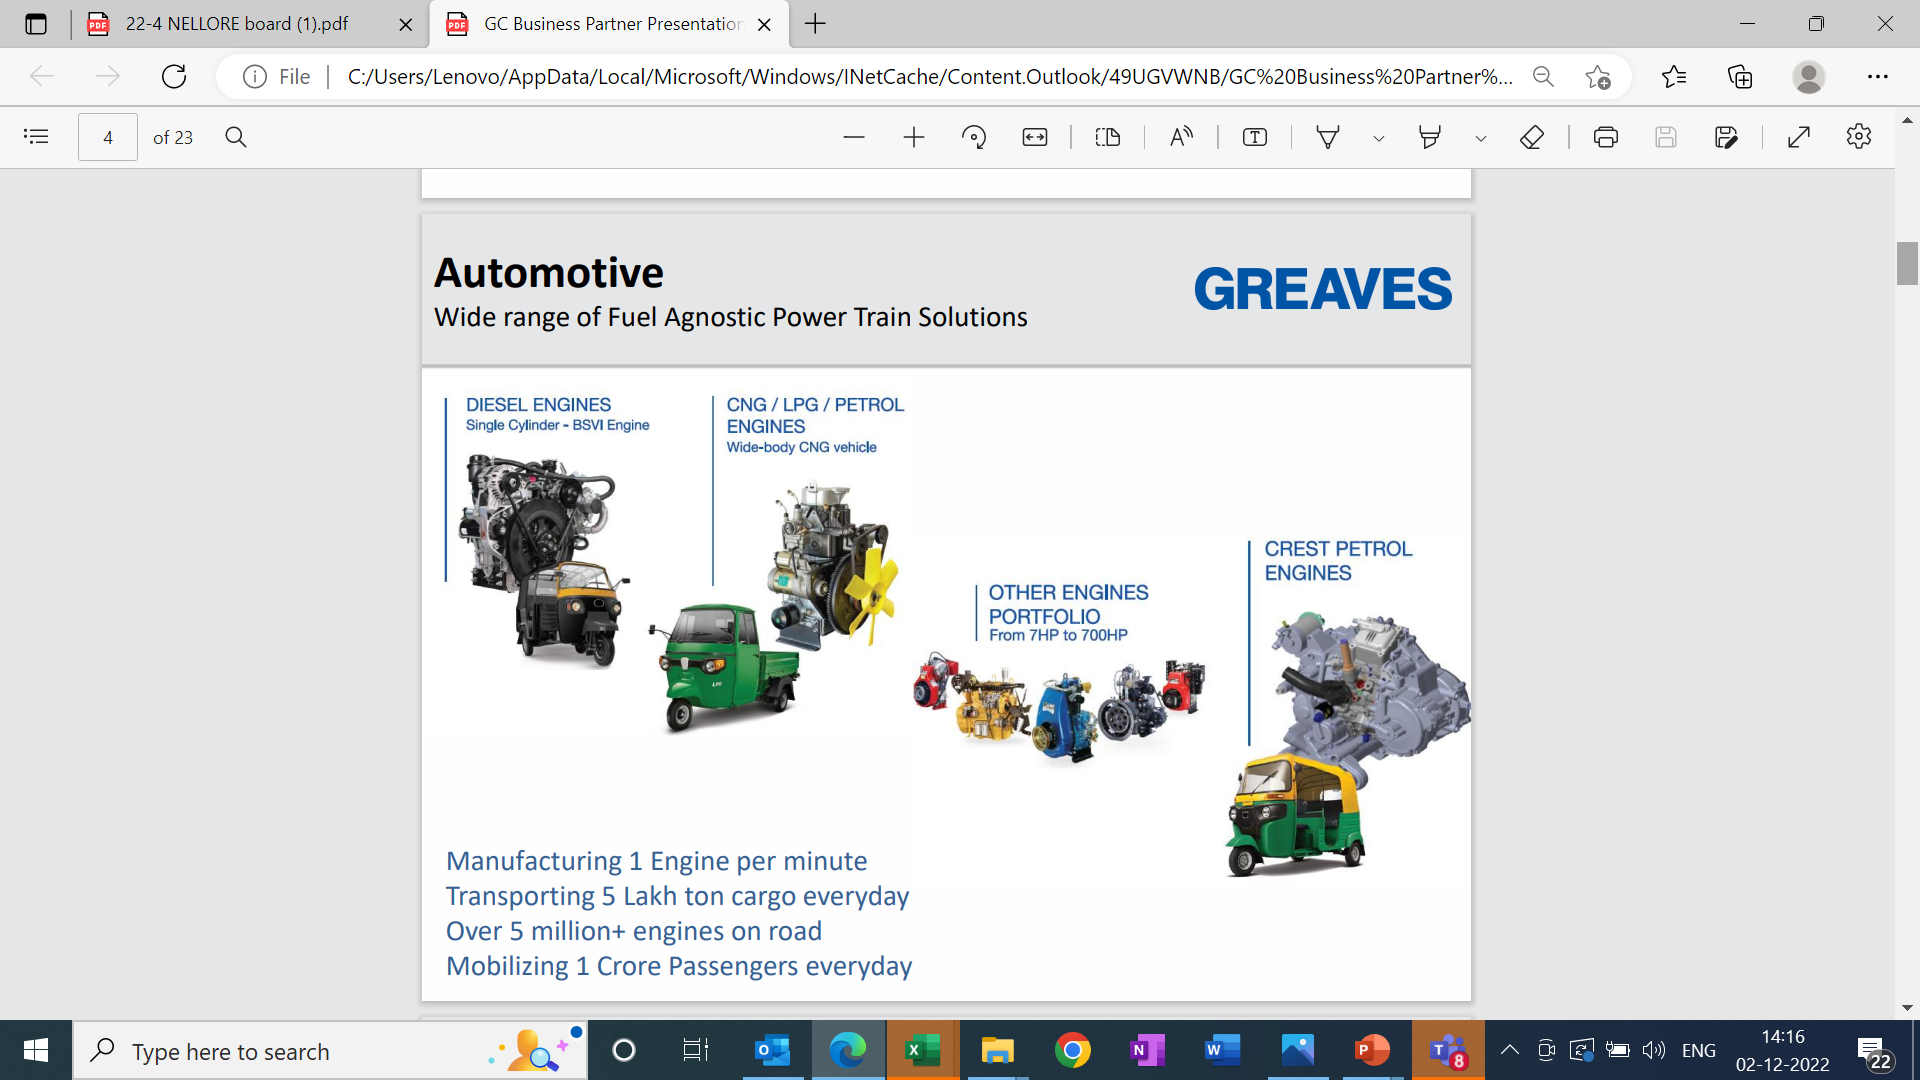 22-4 NELLORE board (1).pdf
GC Business Partner Presentation
File
C:/Users/Lenovo/AppData/Local/Microsoft/Windows/INetCache/Content.Outlook/49UGVWNB/GC%20Business%20Partner%...
4 of 23
Automotive
GREAVES
Wide range of Fuel Agnostic Power Train Solutions
DIESEL ENGINES
Single Cylinder - BSVI Engine
CNG / LPG / PETROL
ENGINES
Wide-body CNG vehicle
LPG
OTHER ENGINES
PORTFOLIO
From 7HP to 700HP
CREST PETROL
ENGINES
Manufacturing 1 Engine per minute
Transporting 5 Lakh ton cargo everyday
Over 5 million+ engines on road
Mobilizing 1 Crore Passengers everyday
Type here to search
8
ENG
14:16
02-12-2022
22